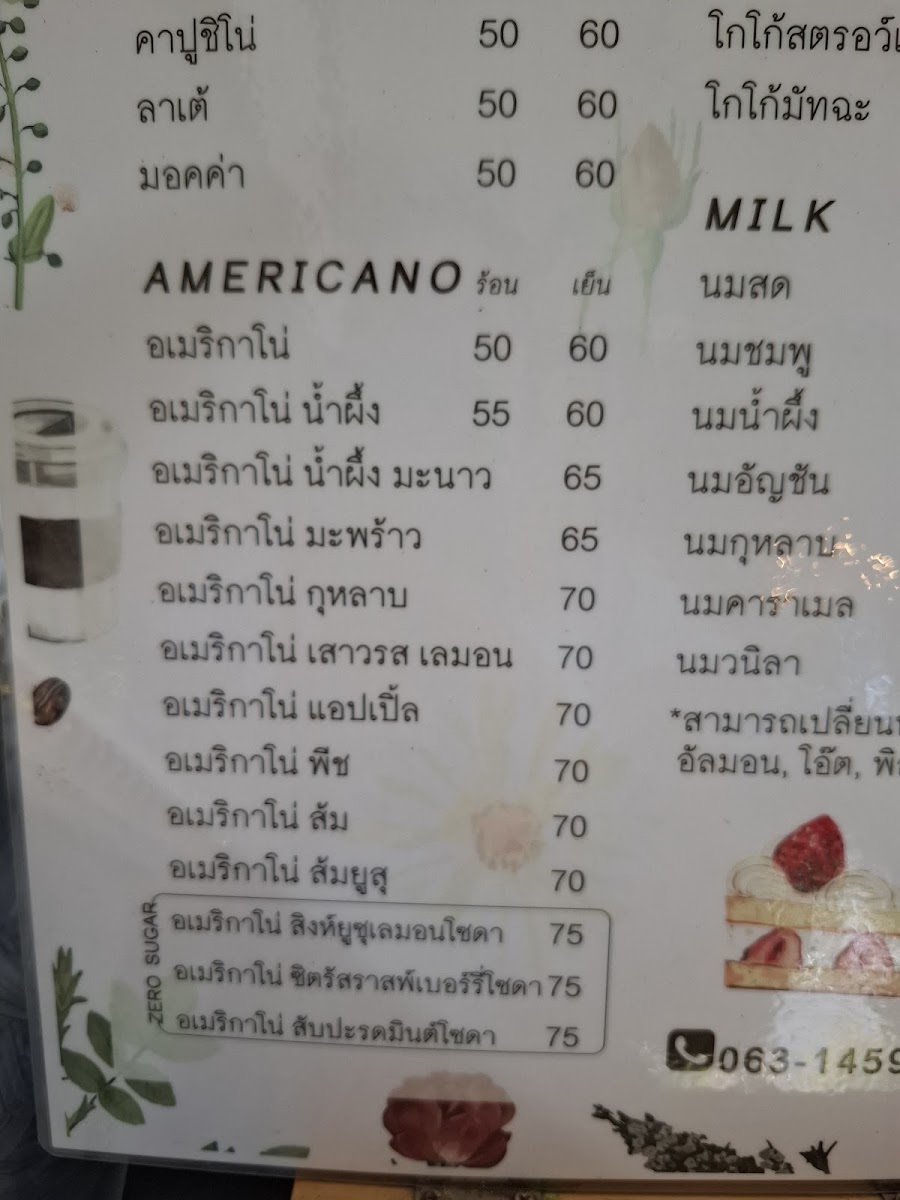 คาปูชิโน่ 50 60
ลาเต้ 50 60
มอคค่า 50 60
AMERICANO ร้อน เย็น
อเมริกาโน่ 50 60
อเมริกาโน่ น้ำผึ้ง 55 60
อเมริกาโน่ น้ำผึ้ง มะนาว 65
อเมริกาโน่ มะพร้าว 65
อเมริกาโน่ กุหลาบ 70
อเมริกาโน่ เสาวรส เลมอน 70
อเมริกาโน่ แอปเปิ้ล 70
อเมริกาโน่ พีช 70
อเมริกาโน่ ส้ม 70
อเมริกาโน่ ส้มยูสุ 70
ZERO SUGAR
อเมริกาโน่ สิงห์ยูซุเลมอนโซดา 75
อเมริกาโน่ ซิตรัสราสพ์เบอร์รี่โซดา 75
อเมริกาโน่ สับปะรดมินต์โซดา 75
โกโก้สตรอว์เ
โกโก้มัทฉะ
MILK
นมสด
นมชมพู
นมน้ำผึ้ง
นมอัญชัน
นมกุหลาบ
นมคาราเมล
นมวนิลา
*สามารถเปลี่ยน
อัลมอน, โอ๊ต, พิ
063-1459